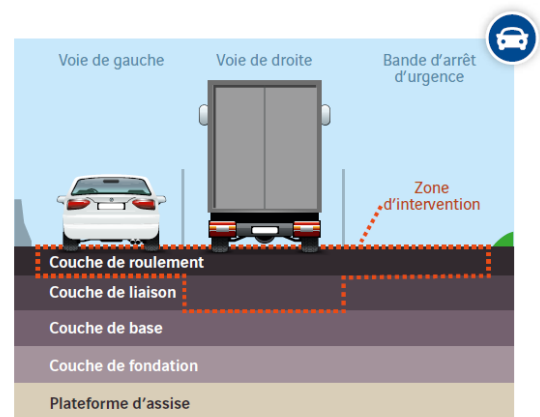 Voie de gauche
Voie de droite
Bande d'arrêt
d'urgence
Zone
d'intervention
Couche de roulement
Couche de liaison
Couche de base
Couche de fondation
Plateforme d'assise